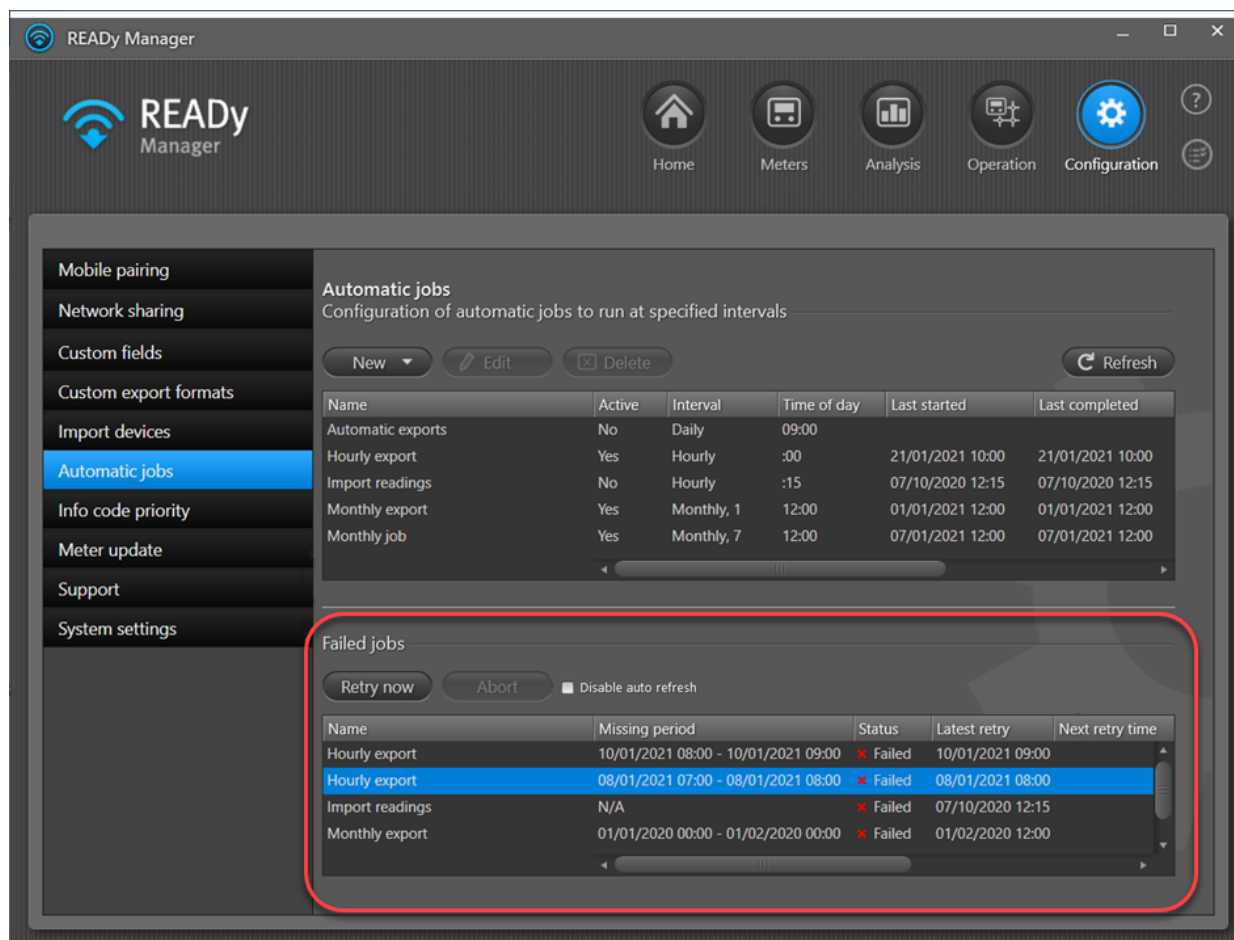 READy Manager
READy
Manager
Home Meters Analysis Operation Configuration
?
Mobile pairing
Network sharing
Custom fields
Custom export formats
Import devices
Automatic jobs
Info code priority
Meter update
Support
System settings
Automatic jobs
Configuration of automatic jobs to run at specified intervals
New Edit Delete Refresh
Name Active Interval Time of day Last started Last completed
Automatic exports No Daily 09:00
Hourly export Yes Hourly :00 21/01/2021 10:00 21/01/2021 10:00
Import readings No Hourly :15 07/10/2020 12:15 07/10/2020 12:15
Monthly export Yes Monthly, 1 12:00 01/01/2021 12:00 01/01/2021 12:00
Monthly job Yes Monthly, 7 12:00 07/01/2021 12:00 07/01/2021 12:00
Failed jobs
Retry now Abort Disable auto refresh
Name Missing period Status Latest retry Next retry time
Hourly export 10/01/2021 08:00 - 10/01/2021 09:00 Failed 10/01/2021 09:00
Hourly export 08/01/2021 07:00 - 08/01/2021 08:00 Failed 08/01/2021 08:00
Import readings N/A Failed 07/10/2020 12:15
Monthly export 01/01/2020 00:00 - 01/02/2020 00:00 Failed 01/02/2020 12:00